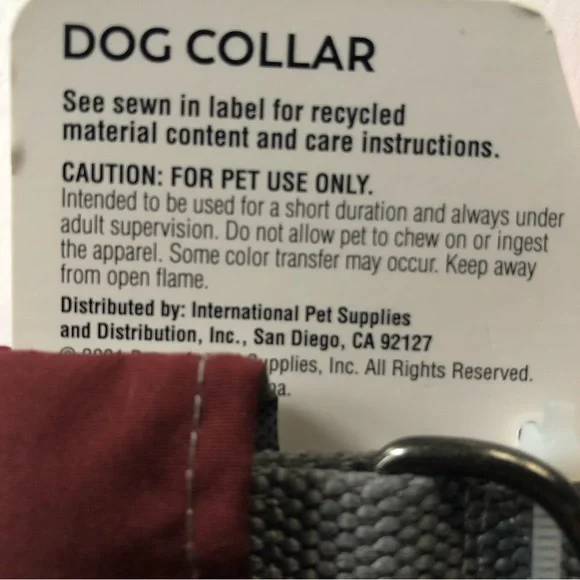 DOG COLLAR
See sewn in label for recycled
material content and care instructions.
CAUTION: FOR PET USE ONLY.
Intended to be used for a short duration and always under
adult supervision. Do not allow pet to chew on or ingest
the apparel. Some color transfer may occur. Keep away
from open flame.
Distributed by: International Pet Supplies
and Distribution, Inc., San Diego, CA 92127
© pplies, Inc. All Rights Reserved.